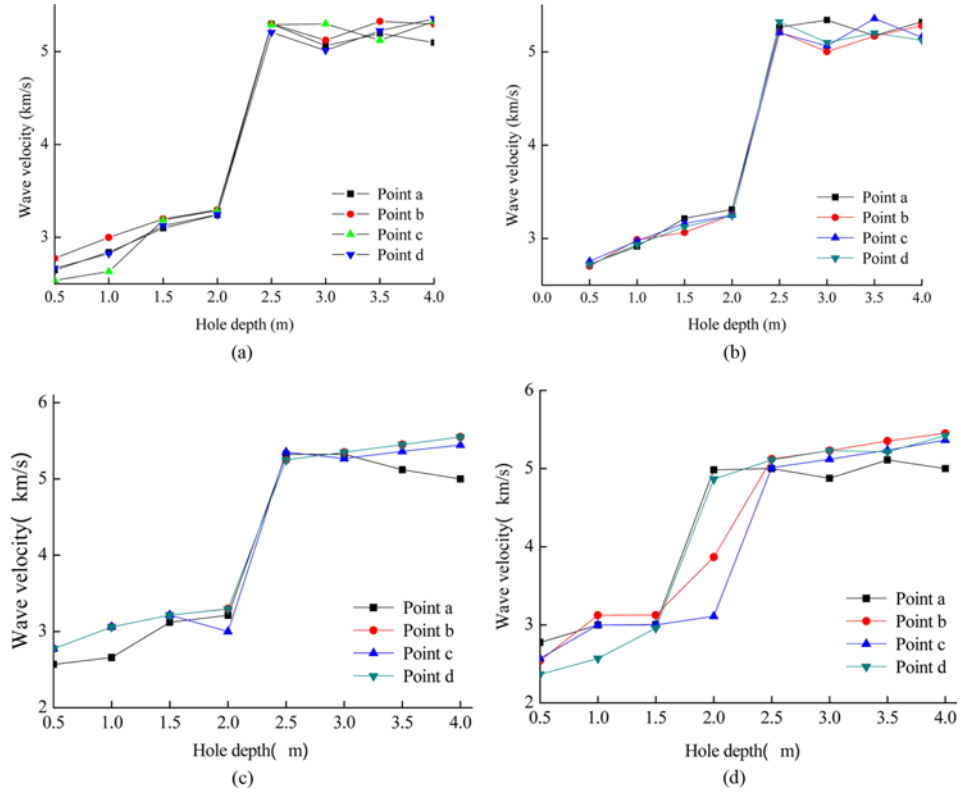 5
4
3
Wave velocity (km/s)
Point a
Point b
Point c
Point d
0.5 1.0 1.5 2.0 2.5 3.0 3.5 4.0
Hole depth (m)
(a)
5
4
3
Wave velocity (km/s)
Point a
Point b
Point c
Point d
0.0 0.5 1.0 1.5 2.0 2.5 3.0 3.5 4.0
Hole depth (m)
(b)
6
5
4
3
2
Wave velocity( km/s)
Point a
Point b
Point c
Point d
0.5 1.0 1.5 2.0 2.5 3.0 3.5 4.0
Hole depth( m)
(c)
6
5
4
3
2
Wave velocity( km/s)
Point a
Point b
Point c
Point d
0.5 1.0 1.5 2.0 2.5 3.0 3.5 4.0
Hole depth( m)
(d)